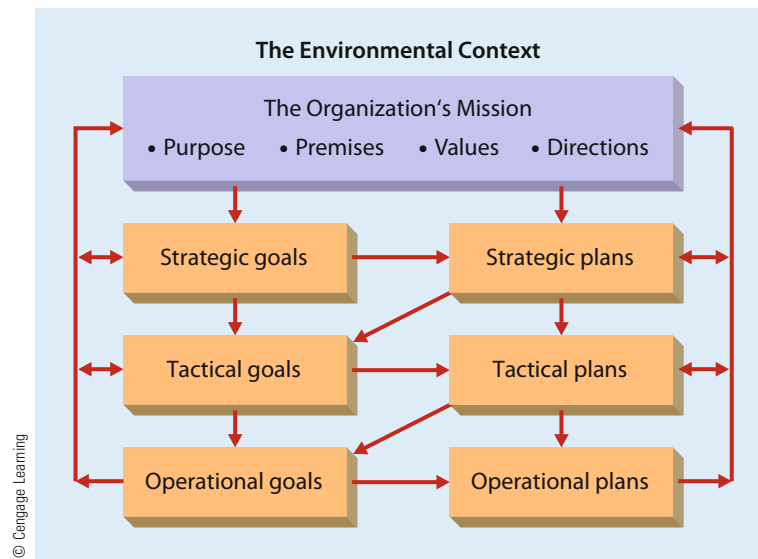 The Environmental Context
The Organization's Mission
• Purpose • Premises • Values • Directions
Strategic goals
Strategic plans
Tactical goals
Tactical plans
Operational goals
Operational plans
© Cengage Learning